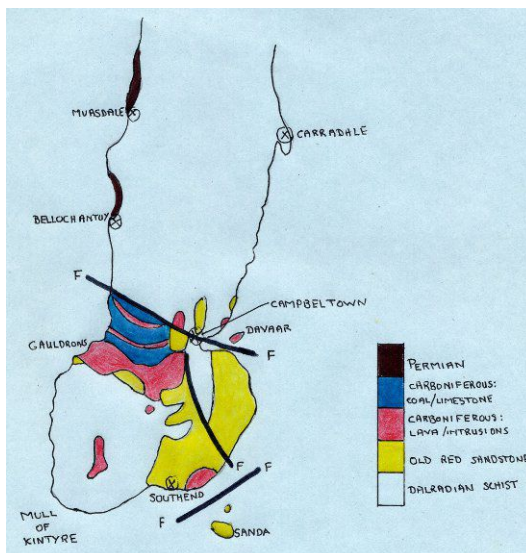 MUASDALE
CARRADALE
BELLOCHANTUY
F
CAMPBELTOWN
DAVAAR
GAULDRONS
F
PERMIAN
CARBONIFEROUS:
COAL/LIMESTONE
CARBONIFEROUS:
LAVA/INTRUSIONS
OLD RED SANDSTONE
DALRADIAN SCHIST
F
F
SOUTHEND
MULL
OF
KINTYRE
F
SANDA